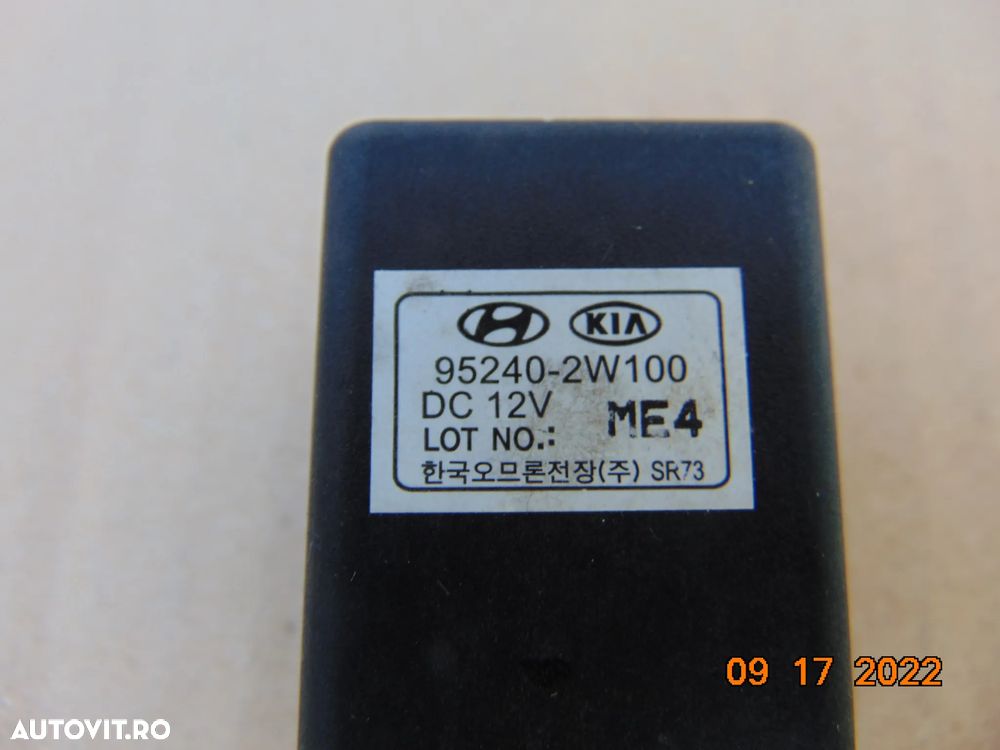 KIA
95240-2W100
DC 12V
LOT NO.: ME4
한국오므론전장(주) SR73
09 17 2022
AUTOVIT.RO